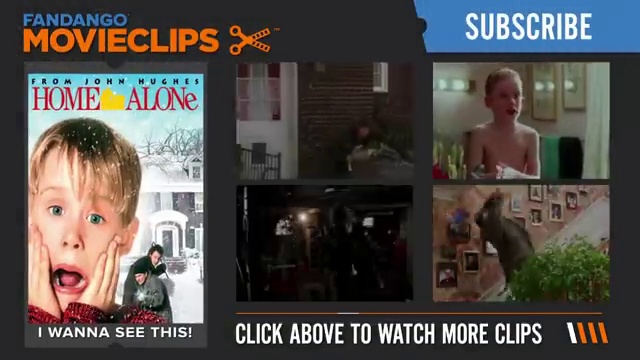 FANDANGO
MOVIECLIPS
SUBSCRIBE
FROM JOHN HUGHES
HOME ALONe
I WANNA SEE THIS!
CLICK ABOVE TO WATCH MORE CLIPS